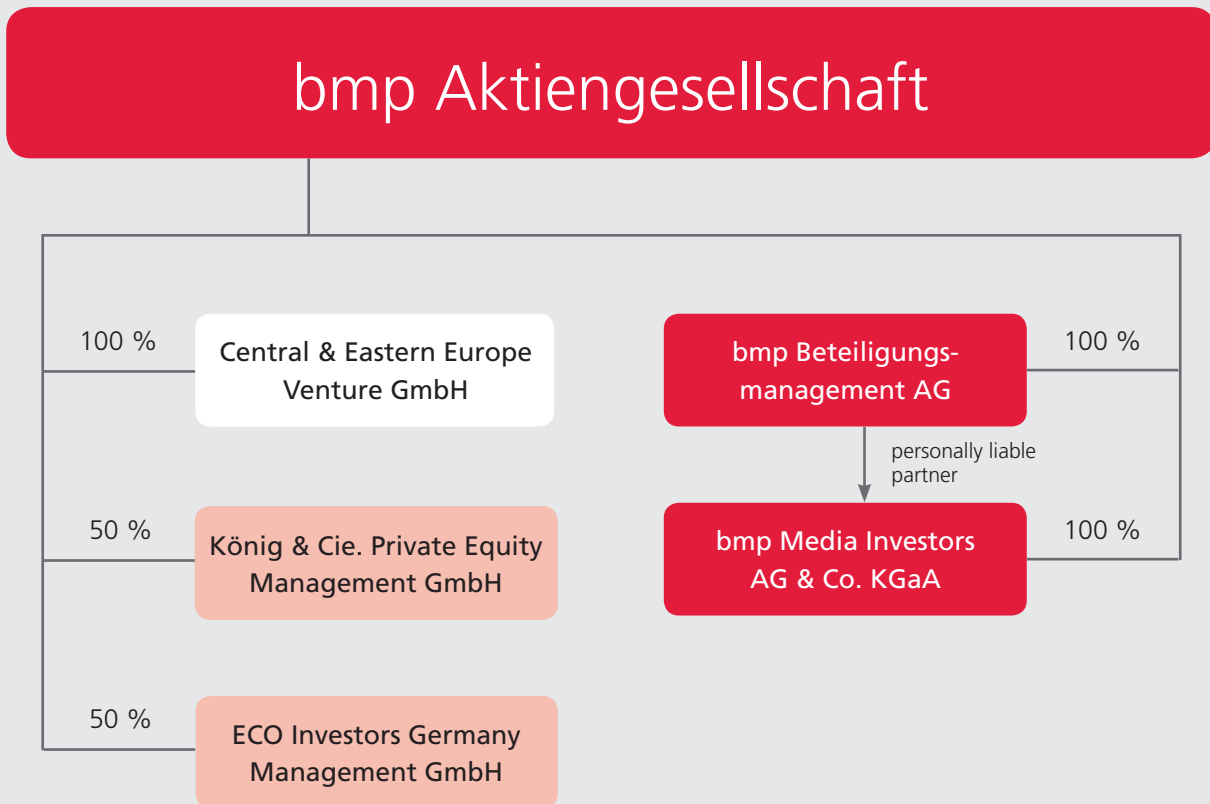 bmp Aktiengesellschaft
100 %
Central & Eastern Europe
Venture GmbH
50 %
König & Cie. Private Equity
Management GmbH
50 %
ECO Investors Germany
Management GmbH
bmp Beteiligungs-
management AG
100 %
personally liable
partner
bmp Media Investors
AG & Co. KGaA
100 %